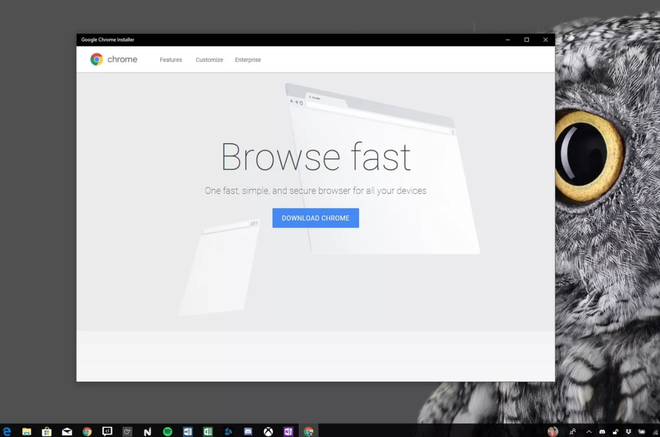 Google Chrome Installer
chrome
Features
Customize
Enterprise
Browse fast
One fast, simple, and secure browser for all your devices
DOWNLOAD CHROME